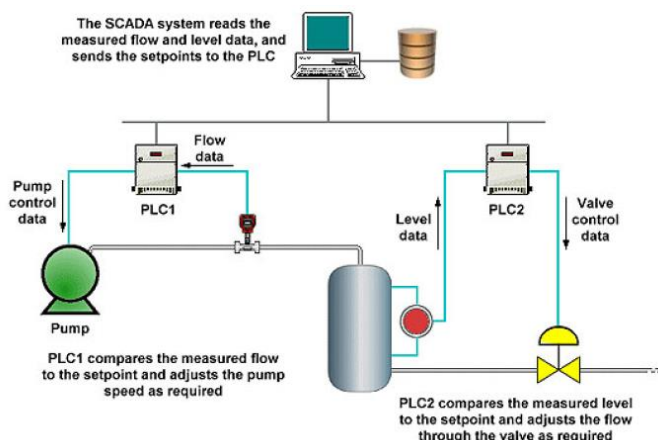 The SCADA system reads the
measured flow and level data, and
sends the setpoints to the PLC
Flow
data
Pump
control
data
PLC1
Level
data
PLC2
Valve
control
data
Pump
PLC1 compares the measured flow
to the setpoint and adjusts the pump
speed as required
PLC2 compares the measured level
to the setpoint and adjusts the flow
through the valve as required